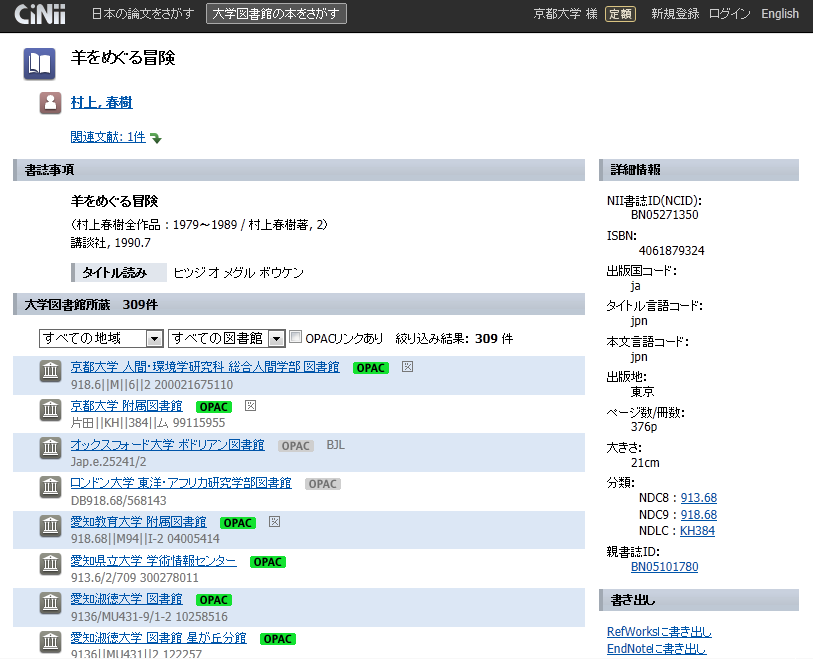 CiNii 日本の論文をさがす 大学図書館の本をさがす 京都大学 様 定額 新規登録 ログイン English
羊をめぐる冒険
村上, 春樹
関連文献: 1件
書誌事項
羊をめぐる冒険
(村上春樹全作品 : 1979〜1989 / 村上春樹著, 2)
講談社, 1990.7
タイトル読み ヒツジ オ メグル ボウケン
大学図書館所蔵 309件
すべての地域 すべての図書館 OPACリンクあり 絞り込み結果: 309 件
京都大学 人間・環境学研究科 総合人間学部 図書館 OPAC 図
918.6||M||6||2 200021675110
京都大学 附属図書館 OPAC 図
片田||KH||384||ム 99115955
オックスフォード大学 ボドリアン図書館 OPAC BJL
Jap.e.25241/2
ロンドン大学 東洋・アフリカ研究学部図書館 OPAC
DB918.68/568143
愛知教育大学 附属図書館 OPAC 図
918.68||M94||I-2 04005414
愛知県立大学 学術情報センター OPAC
913.6/2/709 300278011
愛知淑徳大学 図書館 OPAC
9136/MU431-9/1-2 10258516
愛知淑徳大学 図書館 星が丘分館 OPAC
9136||MU431||2 122257
詳細情報
NII書誌ID(NCID):
BN05271350
ISBN:
4061879324
出版国コード:
ja
タイトル言語コード:
jpn
本文言語コード:
jpn
出版地:
東京
ページ数/冊数:
376p
大きさ:
21cm
分類:
NDC8 : 913.68
NDC9 : 918.68
NDLC : KH384
親書誌ID:
BN05101780
書き出し
RefWorksに書き出し
EndNoteに書き出し